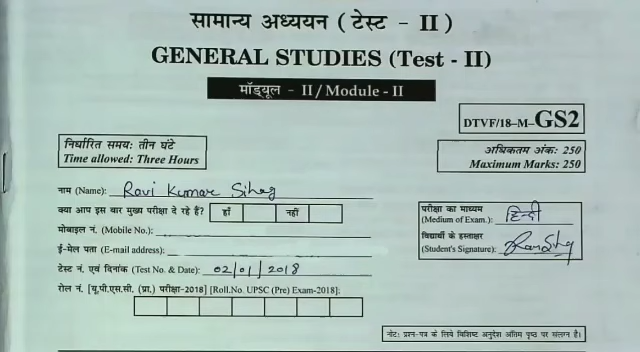 सामान्य अध्ययन ( टेस्ट - II )
GENERAL STUDIES (Test - II)
मॉड्यूल - II / Module - II
DTVF/18-M-GS2
निर्धारित समय: तीन घंटे
Time allowed: Three Hours
अधिकतम अंक: 250
Maximum Marks: 250
नाम (Name): Ravi Kumar Sihag
क्या आप इस बार मुख्य परीक्षा दे रहे हैं? हाँ नहीं
मोबाइल नं. (Mobile No.):
ई-मेल पता (E-mail address):
टेस्ट नं. एवं दिनांक (Test No. & Date): 02/01/2018
रोल नं. [यू.पी.एस.सी. (प्रा.) परीक्षा-2018] [Roll.No. UPSC (Pre) Exam-2018]:
परीक्षा का माध्यम
(Medium of Exam.): हिन्दी
विद्यार्थी के हस्ताक्षर
(Student's Signature):
नोट: प्रश्न-पत्र के लिये विशिष्ट अनुदेश अंतिम पृष्ठ पर संलग्न है।